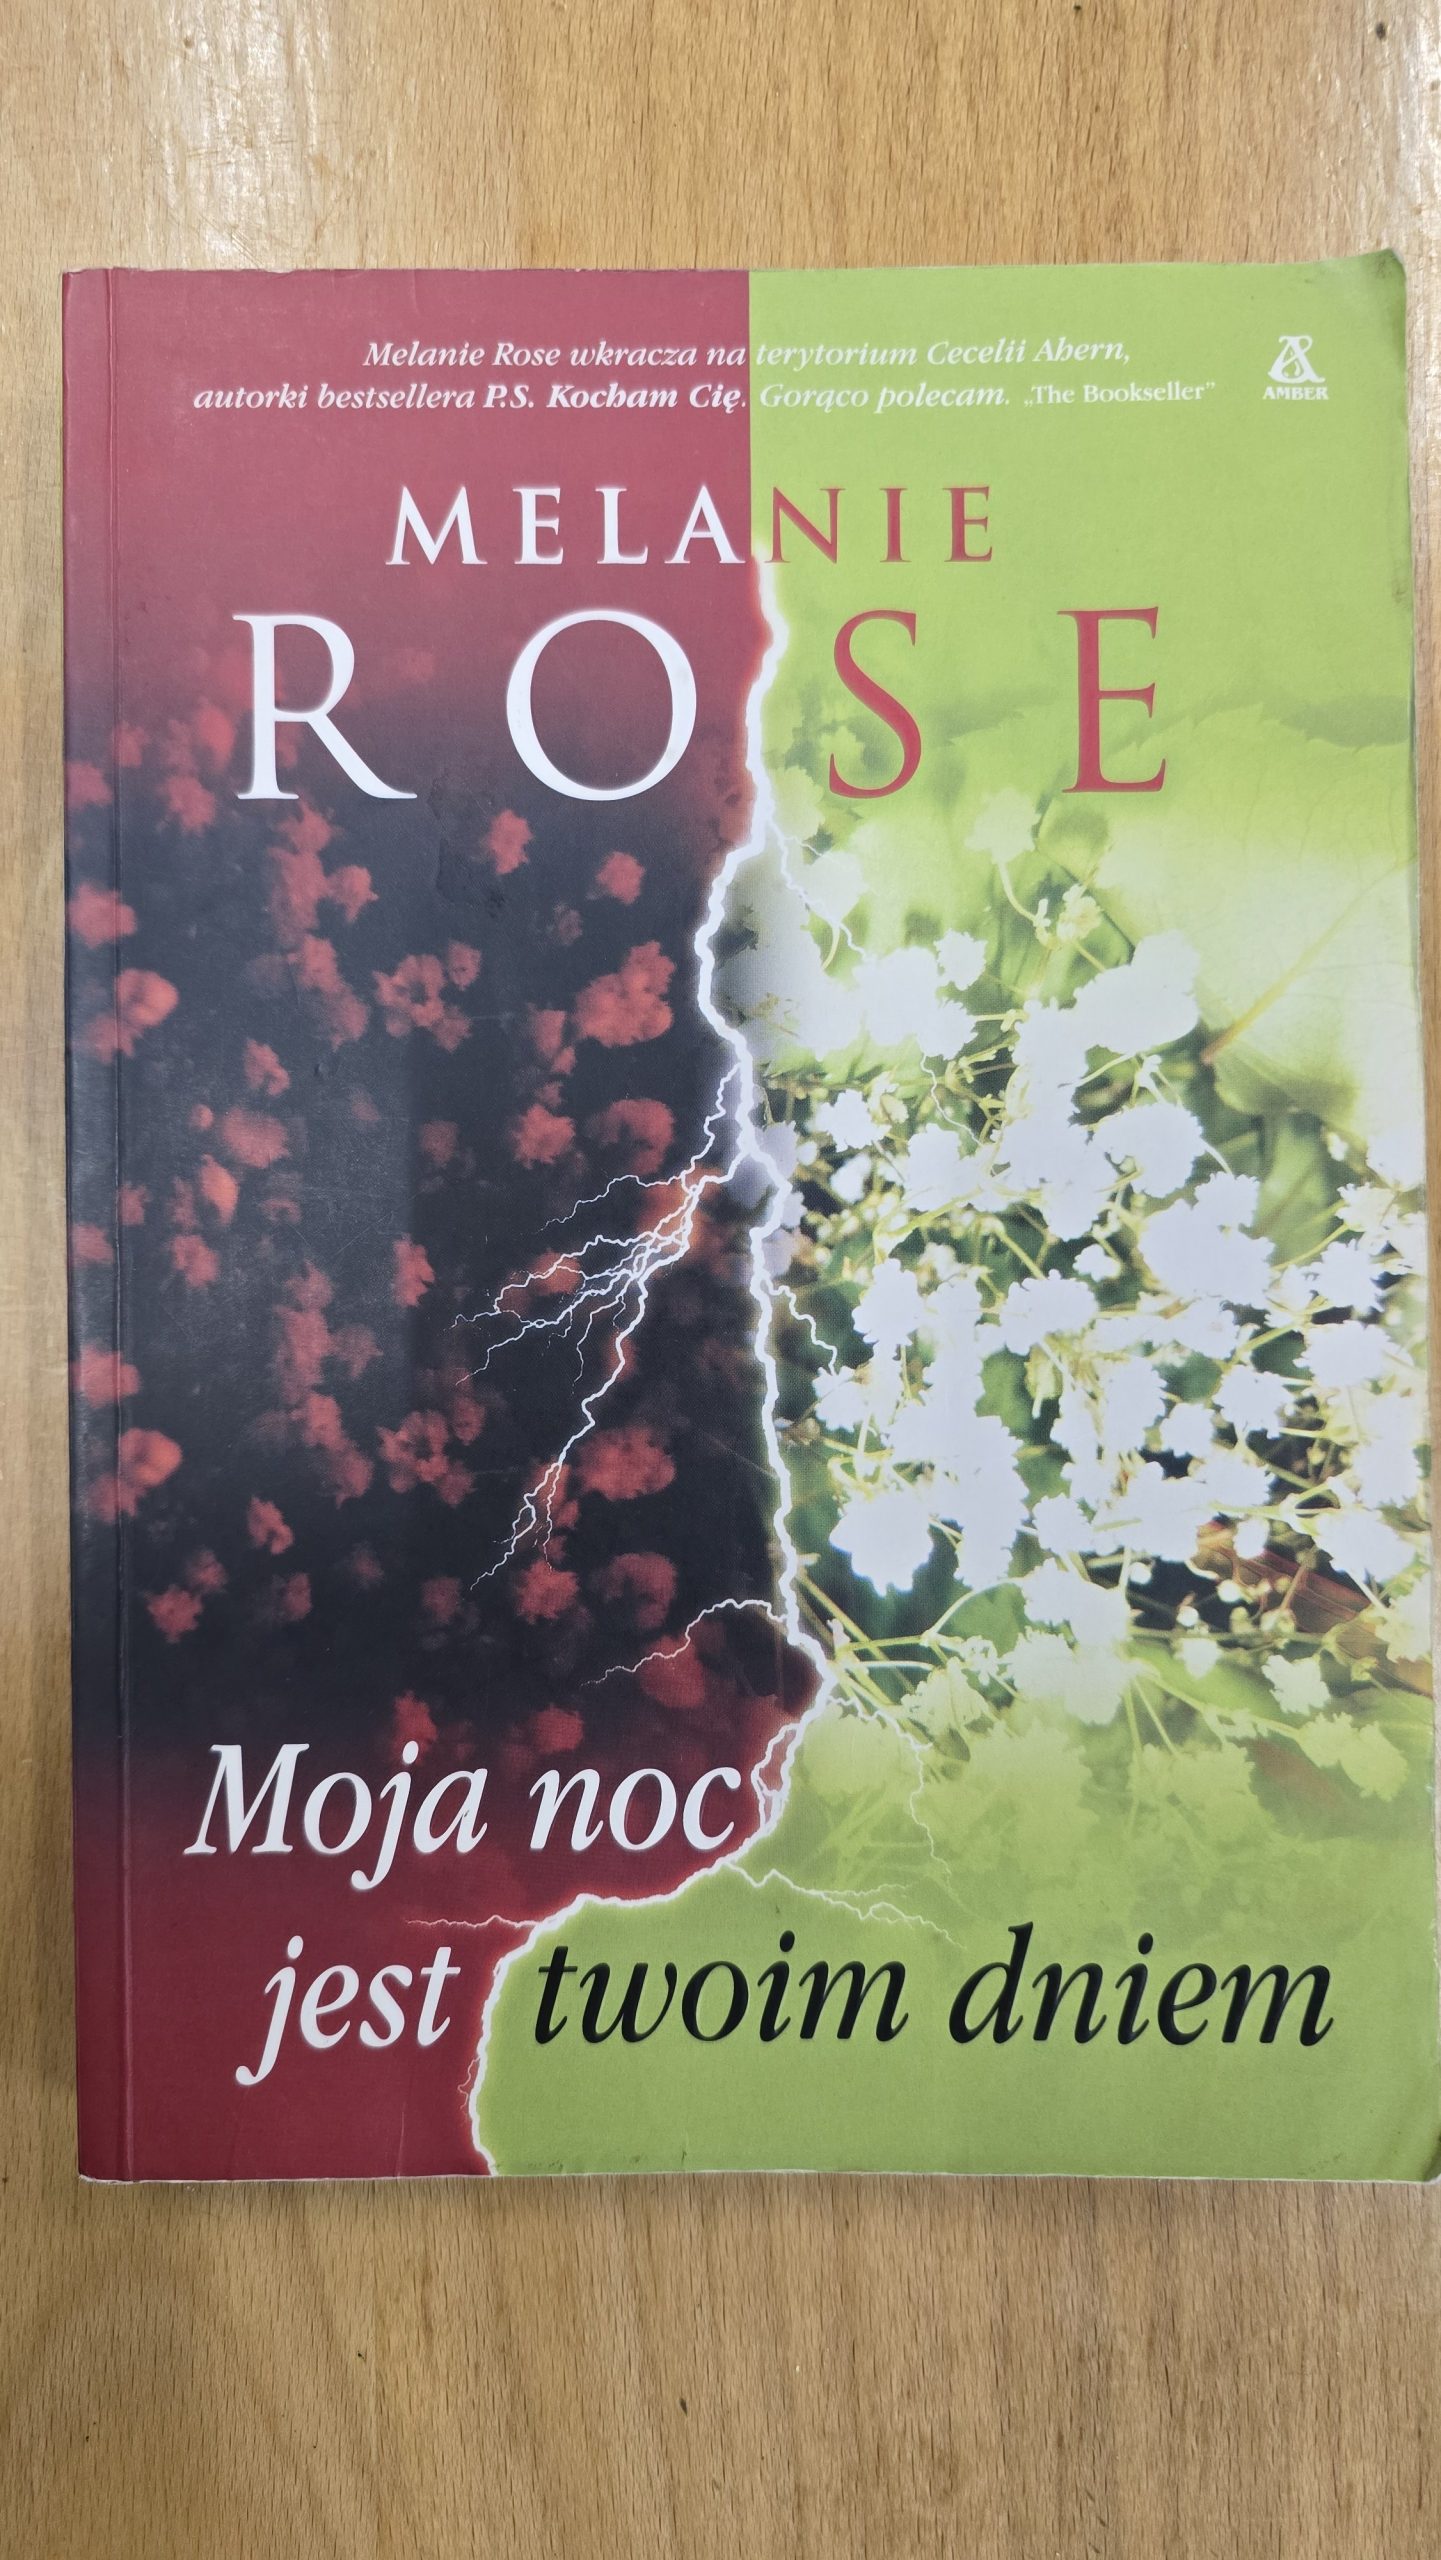 Melanie Rose wkracza na terytorium Cecelii Ahern,
autorki bestsellera P.S. Kocham Cię. Gorąco polecam. „The Bookseller”
AMBER
MELANIE
ROSE
Moja noc
jest twoim dniem